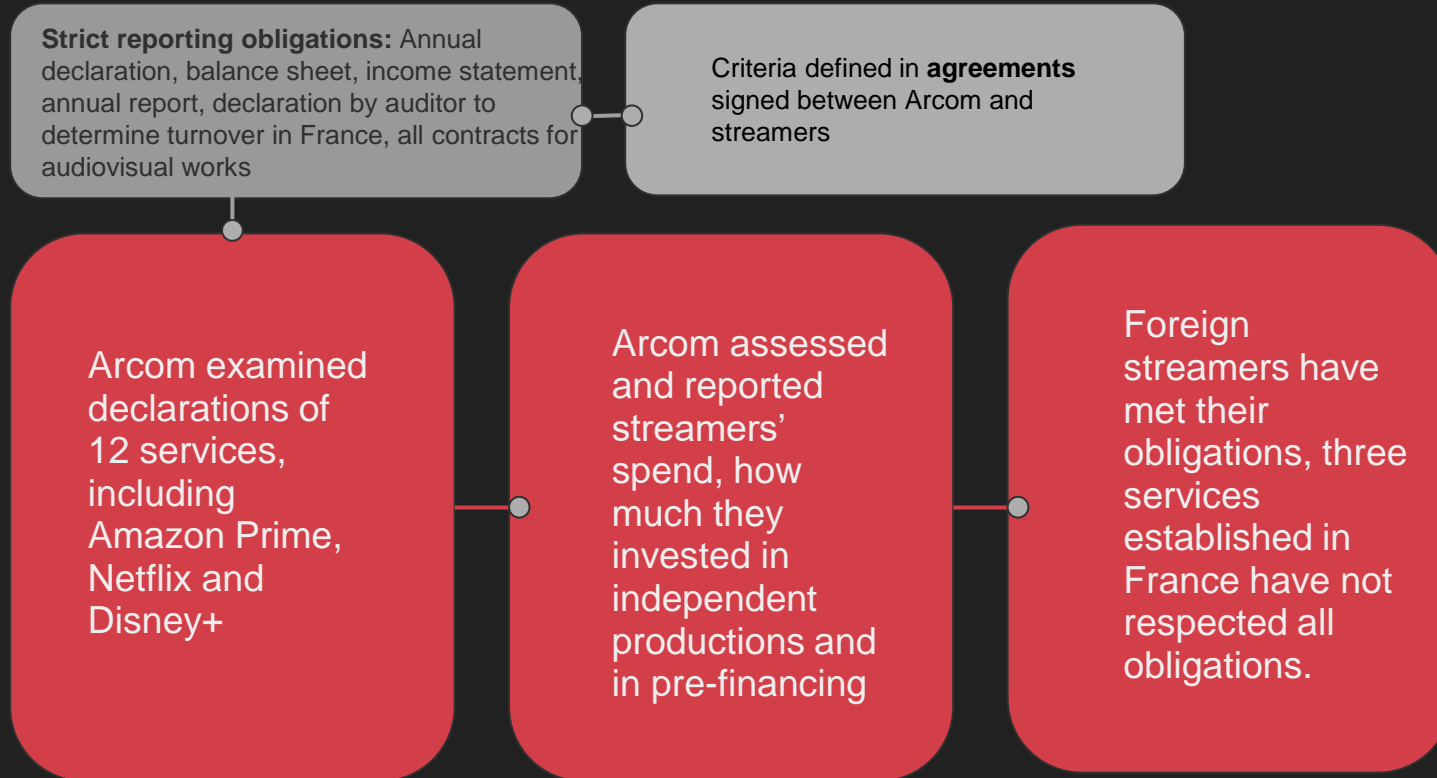 Strict reporting obligations: Annual
declaration, balance sheet, income statement,
annual report, declaration by auditor to
determine turnover in France, all contracts for
audiovisual works
Criteria defined in agreements
signed between Arcom and
streamers
Arcom examined
declarations of
12 services,
including
Amazon Prime,
Netflix and
Disney+
Arcom assessed
and reported
streamers’
spend, how
much they
invested in
independent
productions and
in pre-financing
Foreign
streamers have
met their
obligations, three
services
established in
France have not
respected all
obligations.